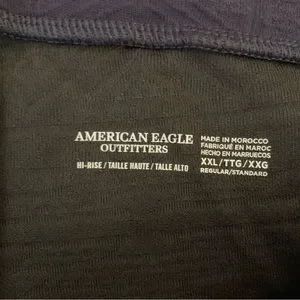 AMERICAN EAGLE
OUTFITTERS
HI-RISE / TAILLE HAUTE / TALLE ALTO
MADE IN MOROCCO
FABRIQUÉ EN MAROC
HECHO EN MARRUECOS
XXL/TTG/XXG
REGULAR/STANDARD